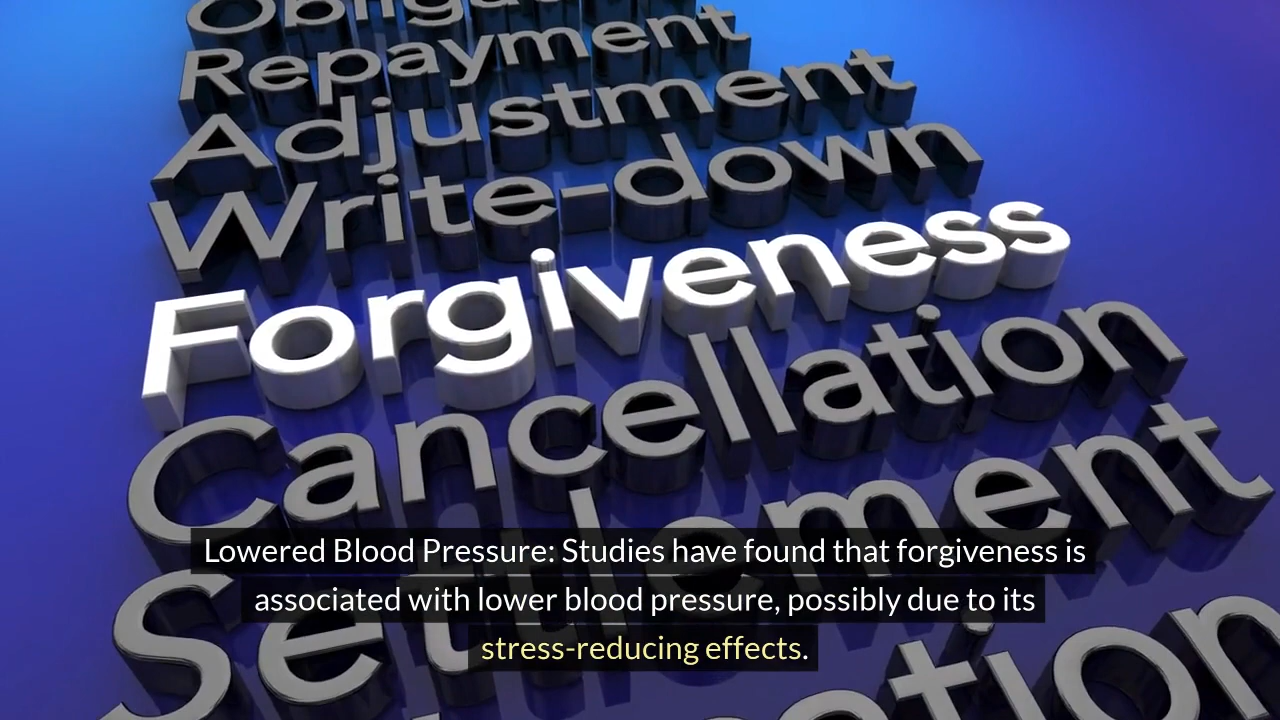 Repayment
Adjustment
Write-down
Forgiveness
Cancellation
Settlement
Lowered Blood Pressure: Studies have found that forgiveness is
associated with lower blood pressure, possibly due to its
stress-reducing effects.